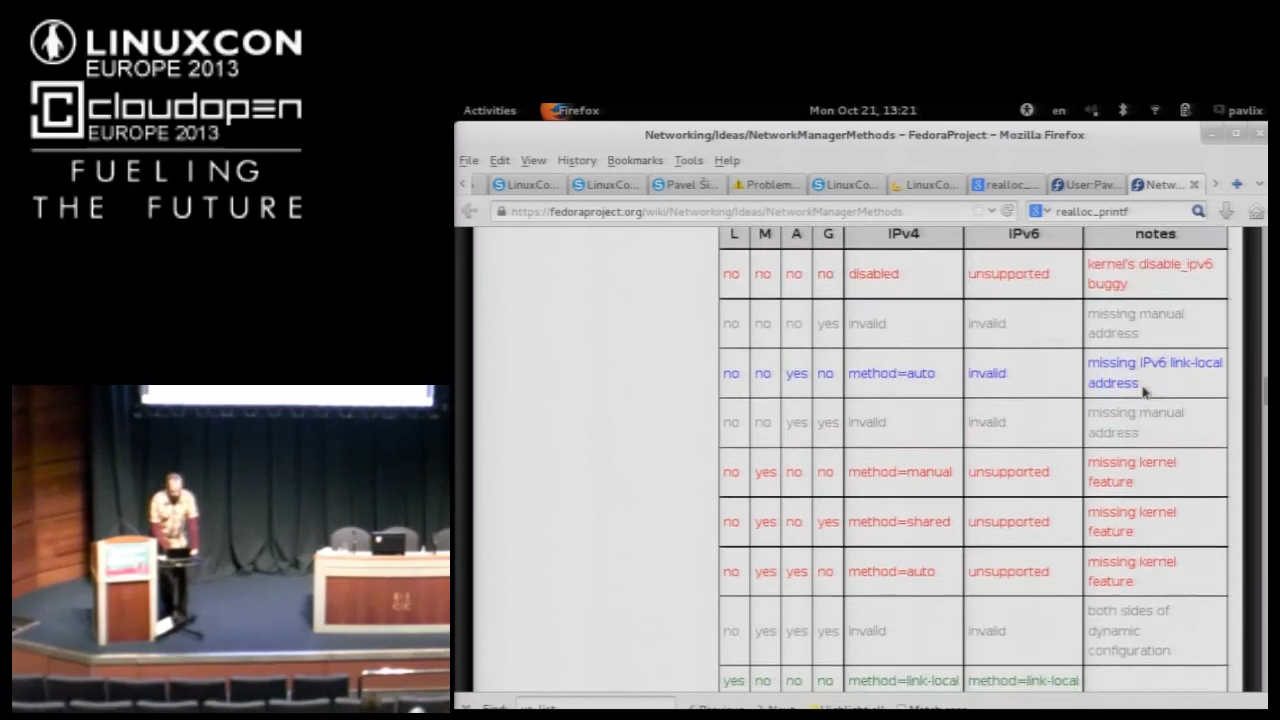 LINUXCON
EUROPE 2013
cloudopen
EUROPE 2013
FUELING
THE FUTURE
Activities Firefox Mon Oct 21, 13:21 en pavlix
Networking/Ideas/NetworkManagerMethods – FedoraProject – Mozilla Firefox
File Edit View History Bookmarks Tools Help
LinuxCo... LinuxCo... Pavel Ši... Problem... LinuxCo... LinuxCo... realloc_... User:Pav... Netw...
https://fedoraproject.org/wiki/Networking/Ideas/NetworkManagerMethods realloc_printf
L M A G IPv4 IPv6 notes
no no no no disabled unsupported kernel's disable_ipv6
buggy
no no no yes invalid invalid missing manual
address
no no yes no method=auto invalid missing IPv6 link-local
address
no no yes yes invalid invalid missing manual
address
no yes no no method=manual unsupported missing kernel
feature
no yes no yes method=shared unsupported missing kernel
feature
no yes yes no method=auto unsupported missing kernel
feature
no yes yes yes invalid invalid both sides of
dynamic
configuration
yes no no no method=link-local method=link-local